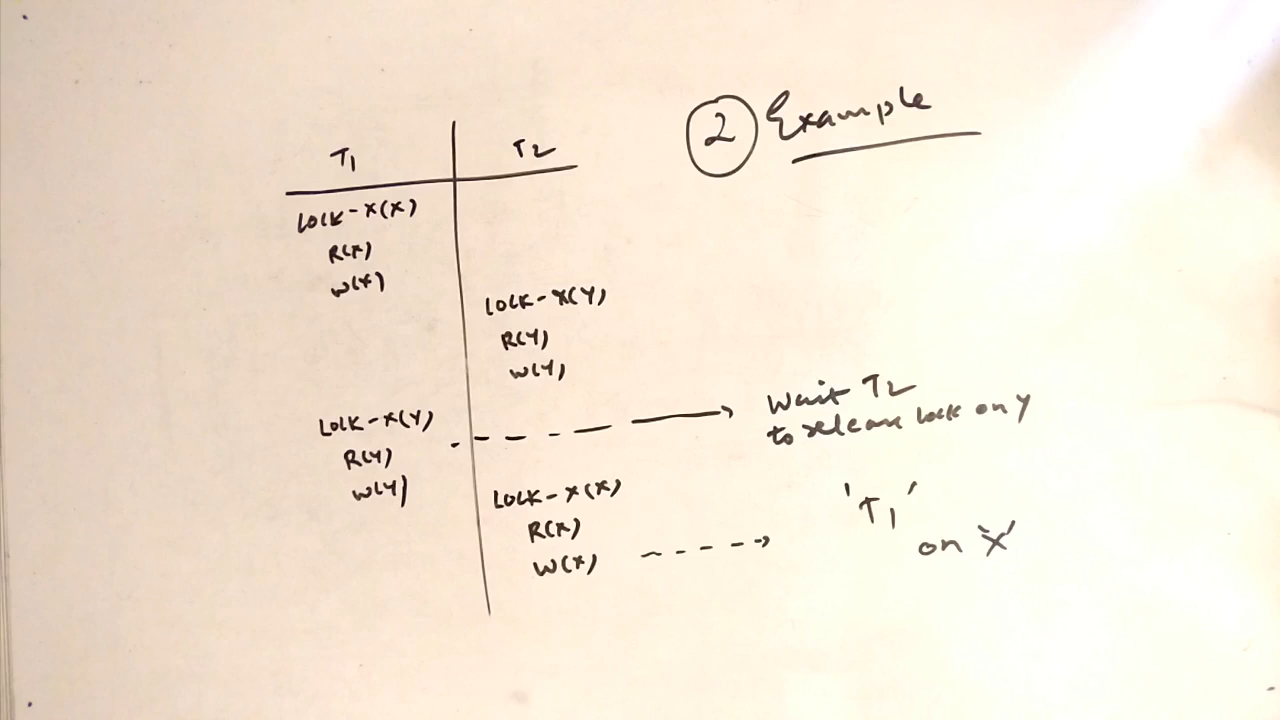 2 Example
T1 T2
LOCK-X(X)
R(X)
W(X)
LOCK-X(Y)
R(Y)
W(Y)
LOCK-X(Y)
Wait T2
to release lock on Y
R(Y)
W(Y)
LOCK-X(X)
R(X)
W(X)
'T1'
on 'X'